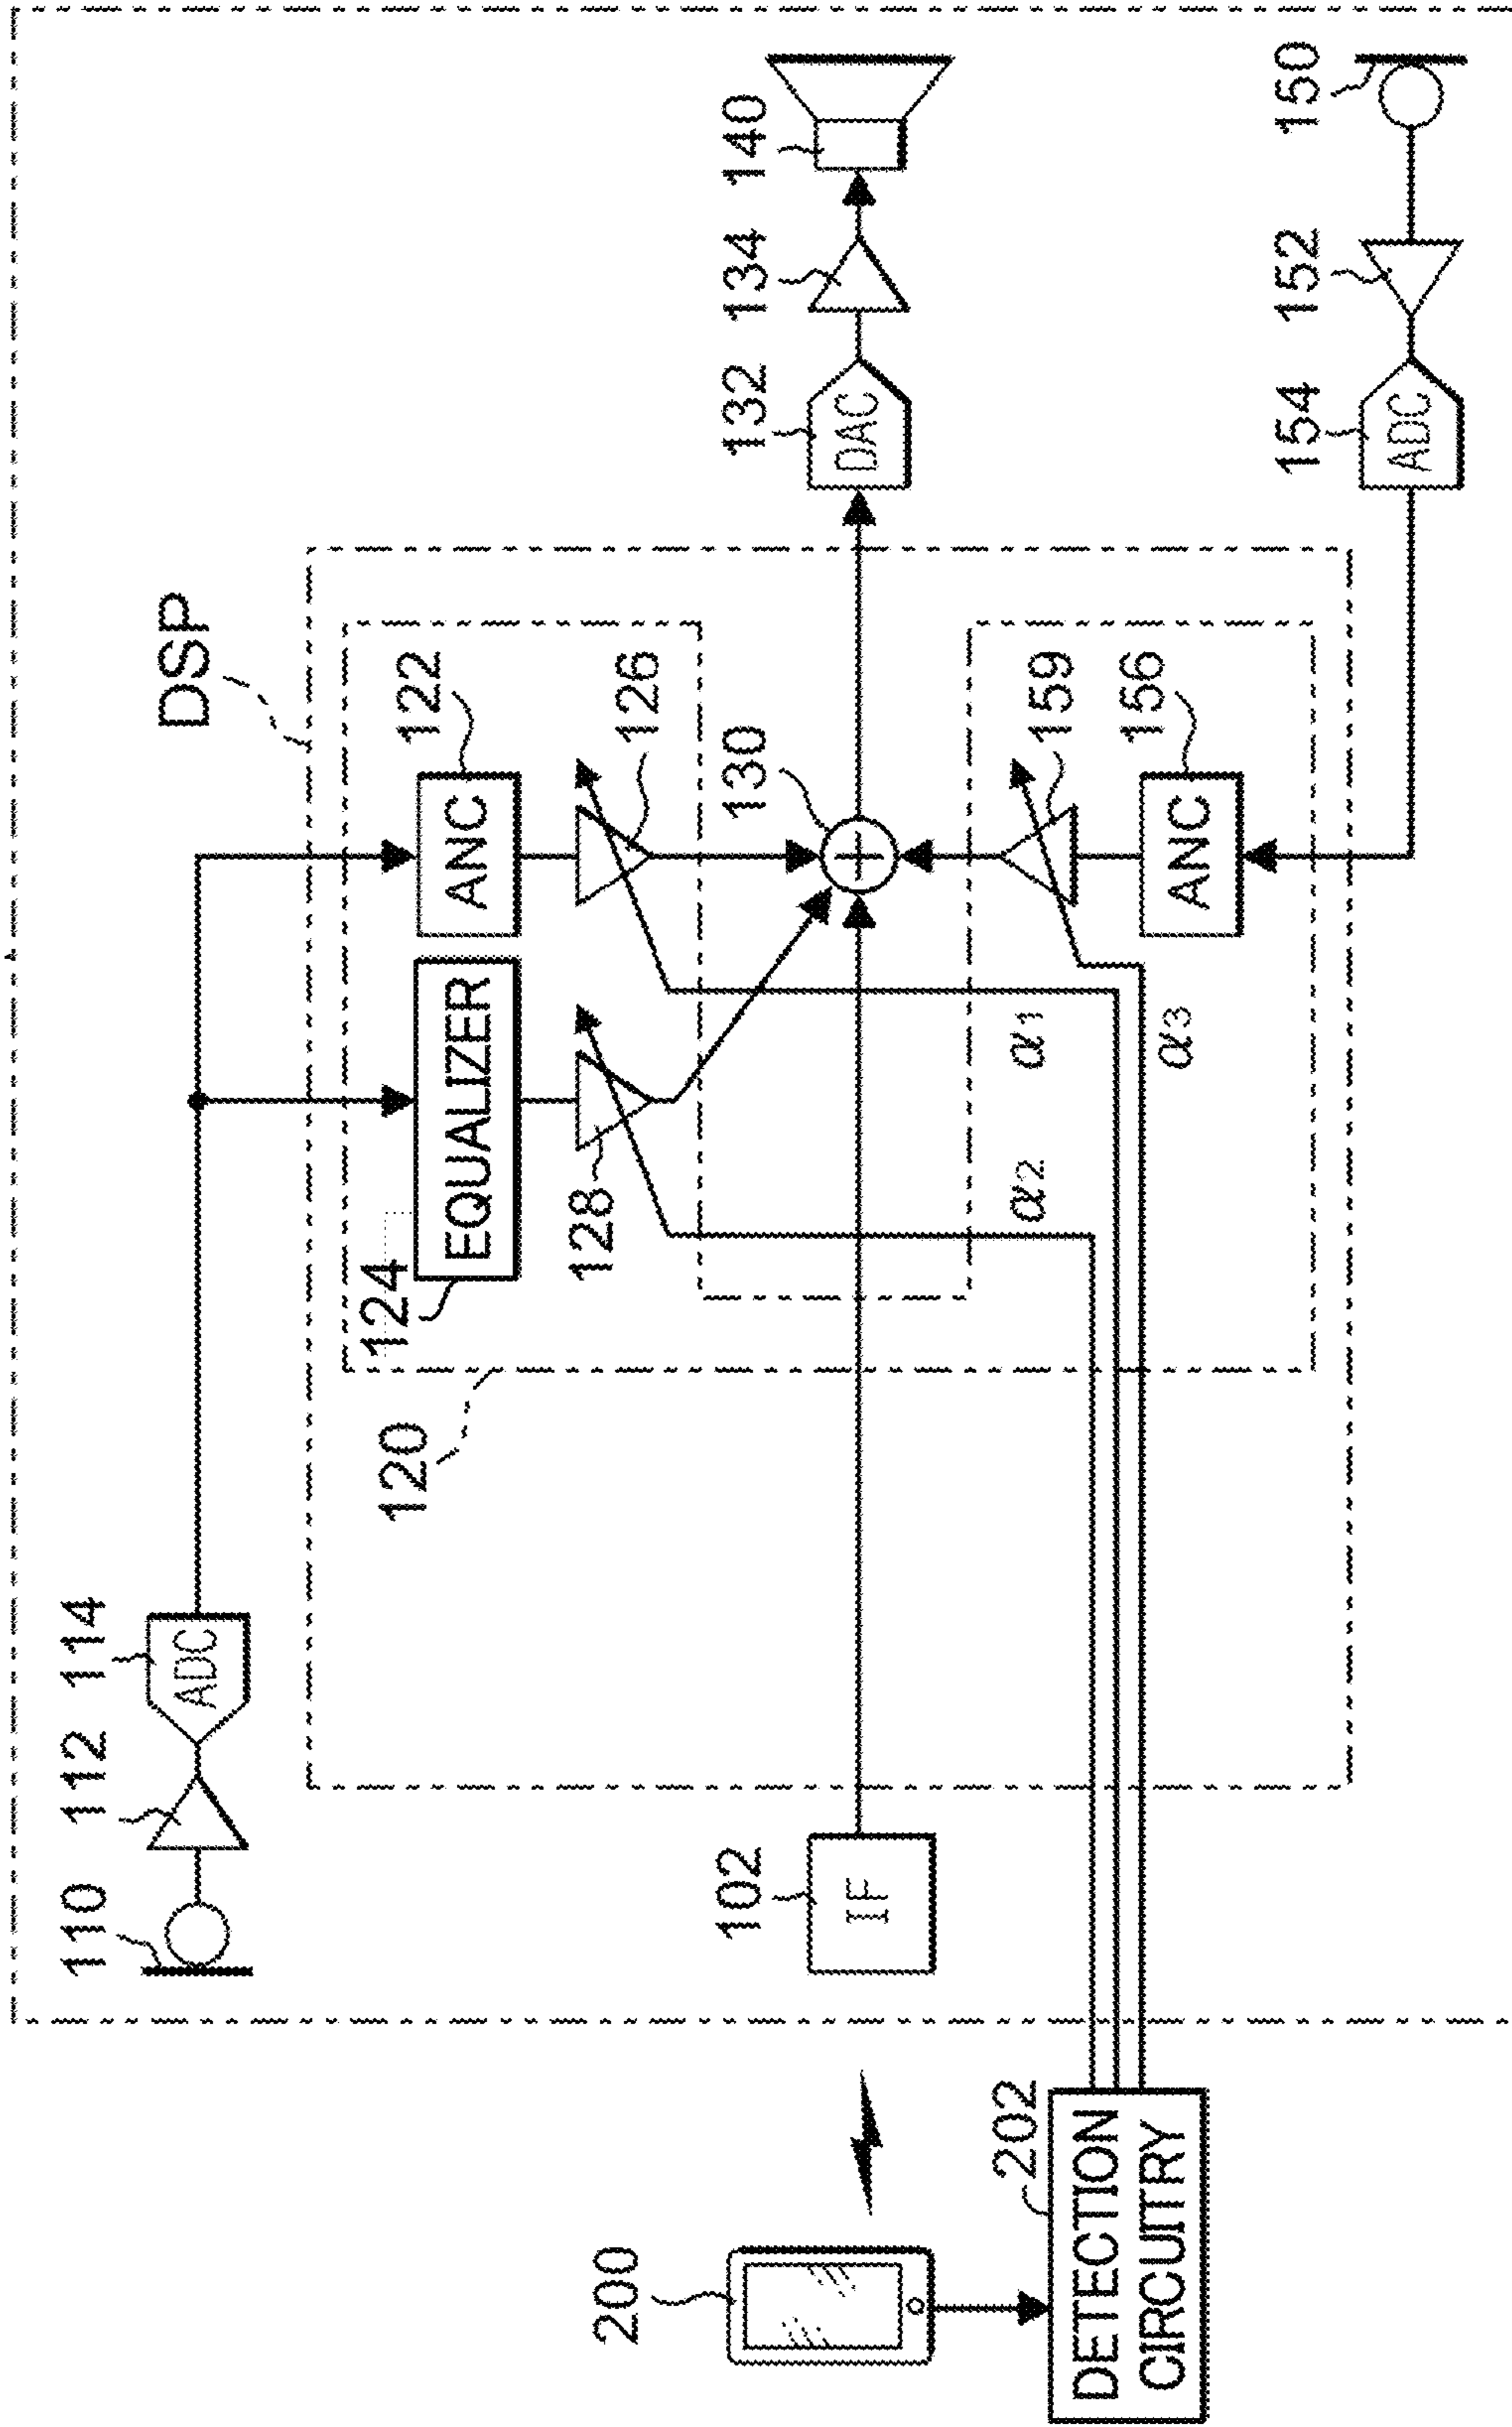 110
112
114
ADC
DSP
120
124
EQUALIZER
122
ANC
128
126
130
102
IF
132
DAC
134
140
α2
α1
α3
159
156
ANC
154
ADC
152
150
200
202
DETECTION
CIRCUITRY